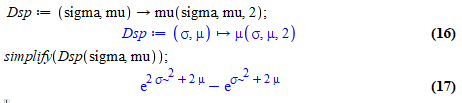 Dsp := (sigma, mu) → mu(sigma, mu, 2);
Dsp := (σ, μ) ↦ μ(σ, μ, 2) (16)
simplify(Dsp(sigma, mu));
e^{2 σ~^2 + 2 μ} − e^{σ~^2 + 2 μ} (17)